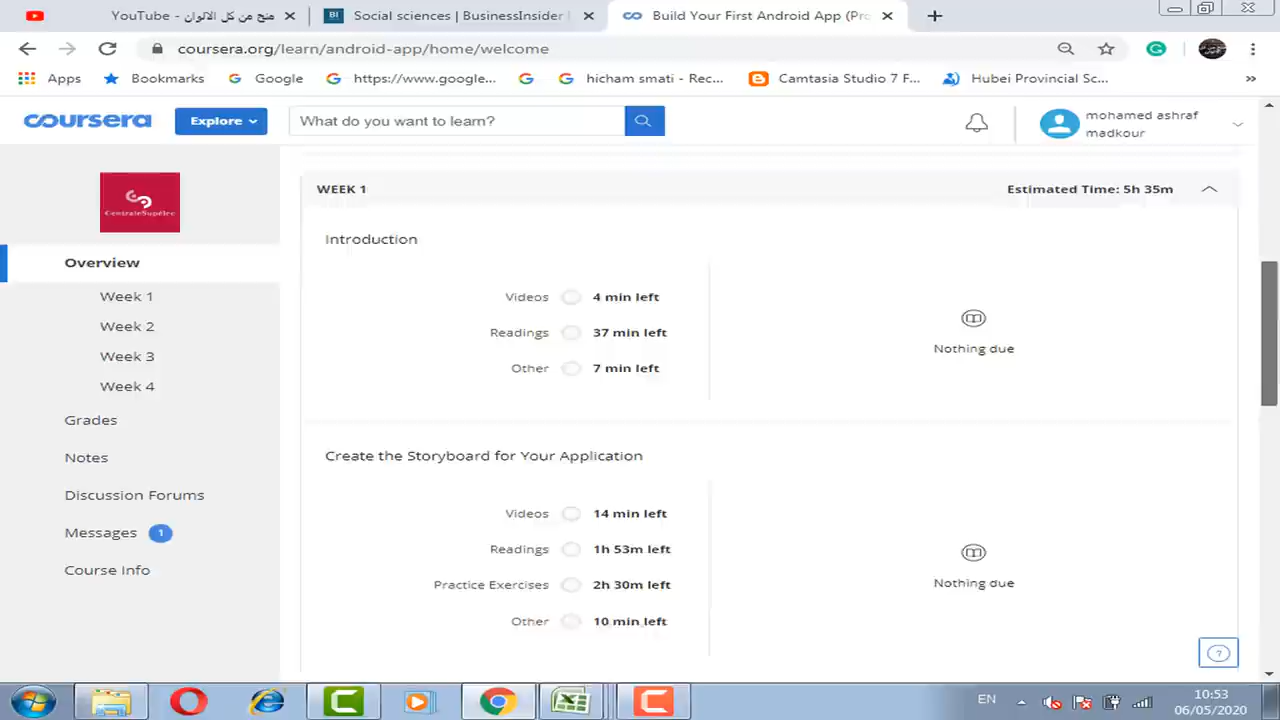 YouTube - منح من كل الالوان
Social sciences | BusinessInsider
Build Your First Android App (Pro
coursera.org/learn/android-app/home/welcome
Apps
Bookmarks
Google
https://www.google...
hicham smati - Rec...
Camtasia Studio 7 F...
Hubei Provincial Sc...
»
coursera
Explore
What do you want to learn?
mohamed ashraf
madkour
CentraleSupélec
Overview
Week 1
Week 2
Week 3
Week 4
Grades
Notes
Discussion Forums
Messages 1
Course Info
WEEK 1
Estimated Time: 5h 35m
Introduction
Videos 4 min left
Readings 37 min left
Other 7 min left
Nothing due
Create the Storyboard for Your Application
Videos 14 min left
Readings 1h 53m left
Practice Exercises 2h 30m left
Other 10 min left
Nothing due
?
EN
10:53
06/05/2020